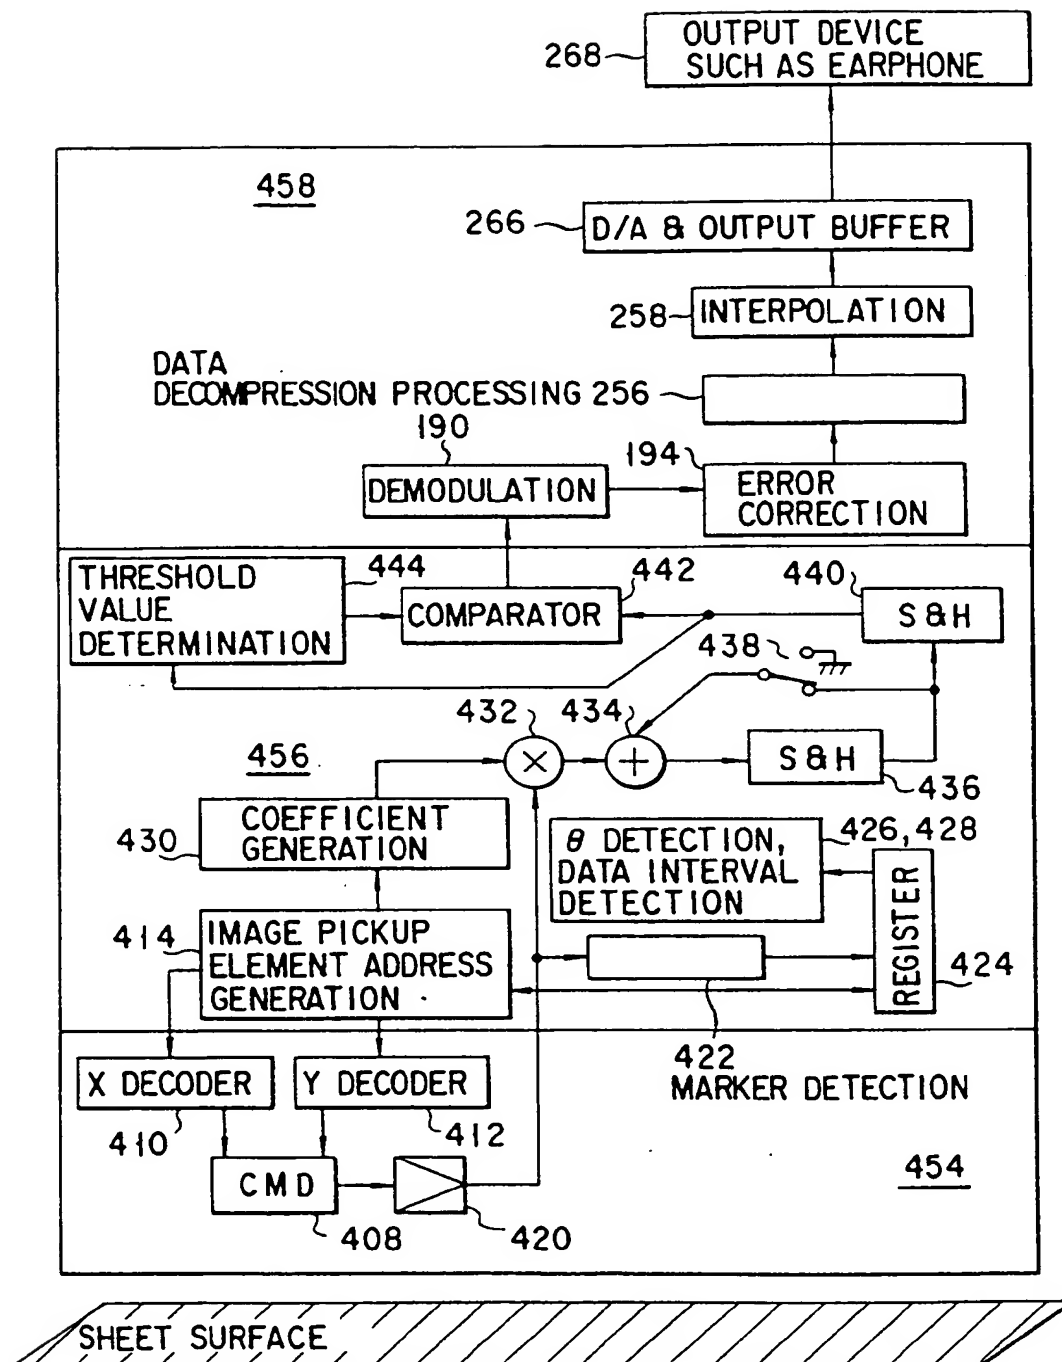 OUTPUT DEVICE
SUCH AS EARPHONE
268
458
266
D/A & OUTPUT BUFFER
258
INTERPOLATION
DATA
DECOMPRESSION PROCESSING 256
190
194
DEMODULATION
ERROR
CORRECTION
THRESHOLD
VALUE
DETERMINATION
444
COMPARATOR
442
440
S & H
438
432
434
×
+
S & H
436
456
430
COEFFICIENT
GENERATION
θ DETECTION,
DATA INTERVAL
DETECTION
426, 428
414
IMAGE PICKUP
ELEMENT ADDRESS
GENERATION
REGISTER
424
422
MARKER DETECTION
X DECODER
Y DECODER
410
412
CMD
408
420
454
SHEET SURFACE